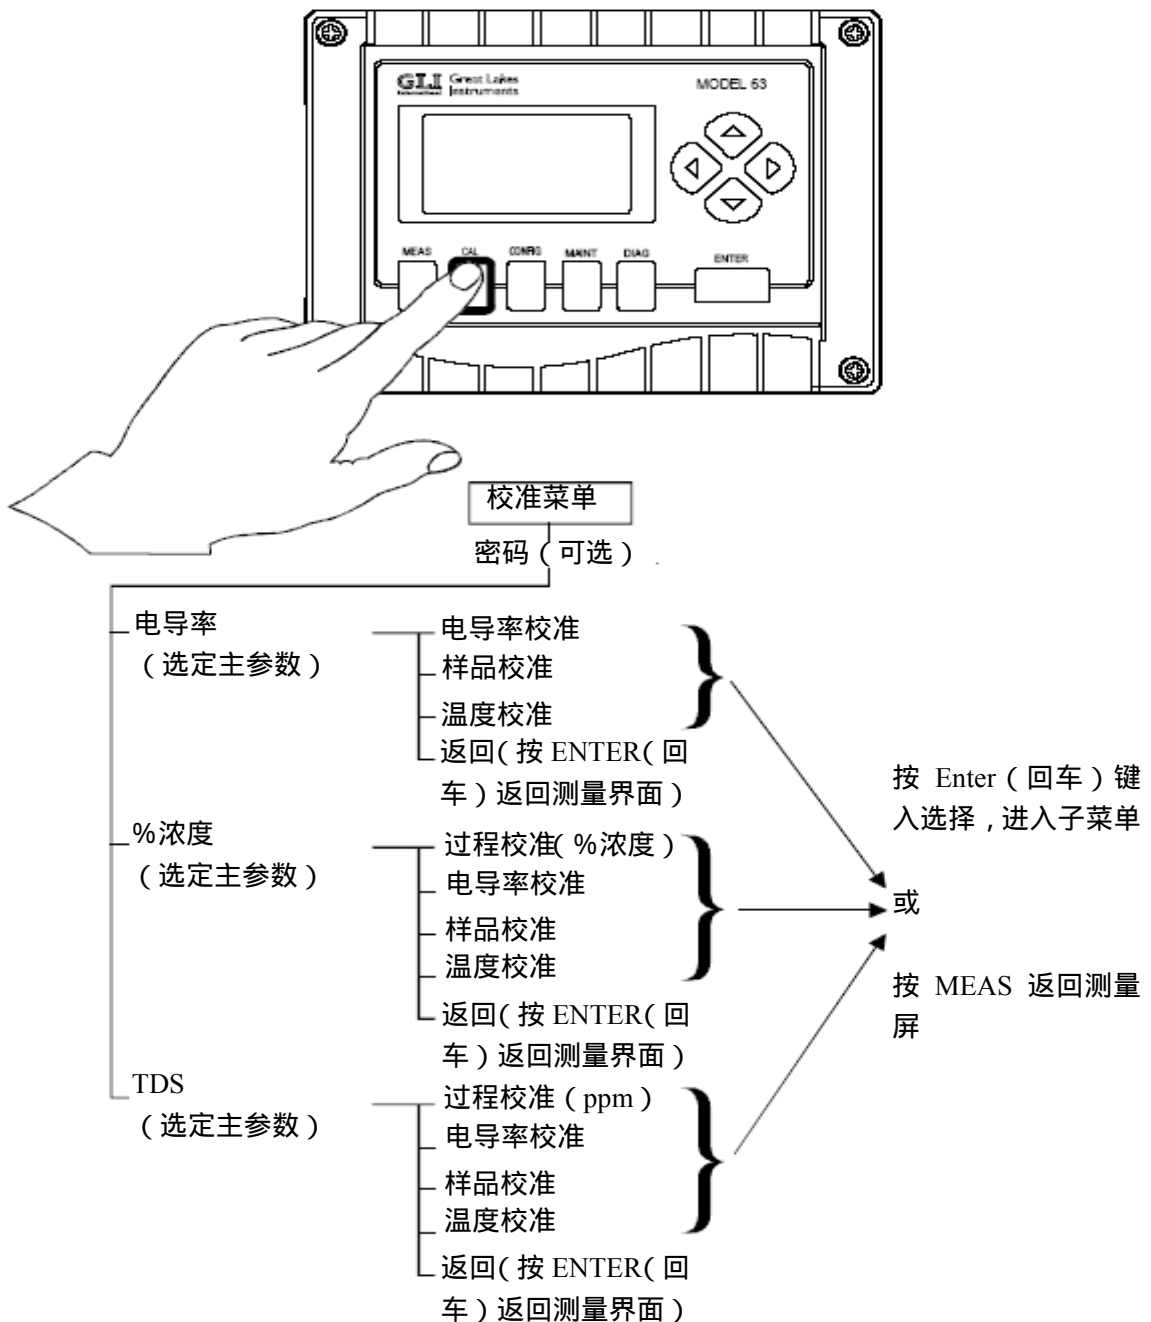 GLI Great Lakes
International Instruments
MODEL 53
MEAS CAL CONFIG MAINT DIAG ENTER
校准菜单
密码（可选）
电导率
（选定主参数）
电导率校准
样品校准
温度校准
返回（按 ENTER（回
车）返回测量界面）
%浓度
（选定主参数）
过程校准（%浓度）
电导率校准
样品校准
温度校准
返回（按 ENTER（回
车）返回测量界面）
TDS
（选定主参数）
过程校准（ppm）
电导率校准
样品校准
温度校准
返回（按 ENTER（回
车）返回测量界面）
按 Enter（回车）键
入选择，进入子菜单
或
按 MEAS 返回测量
屏